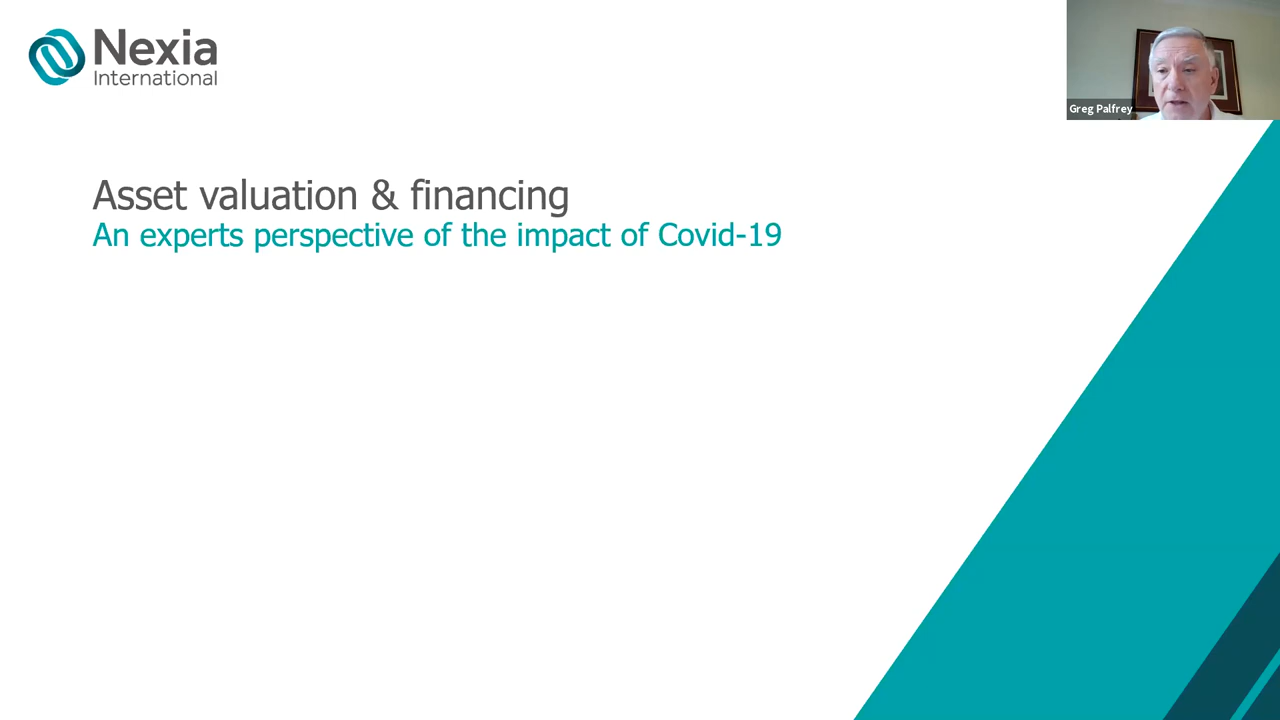 Nexia
International
Greg Palfrey
Asset valuation & financing
An experts perspective of the impact of Covid-19